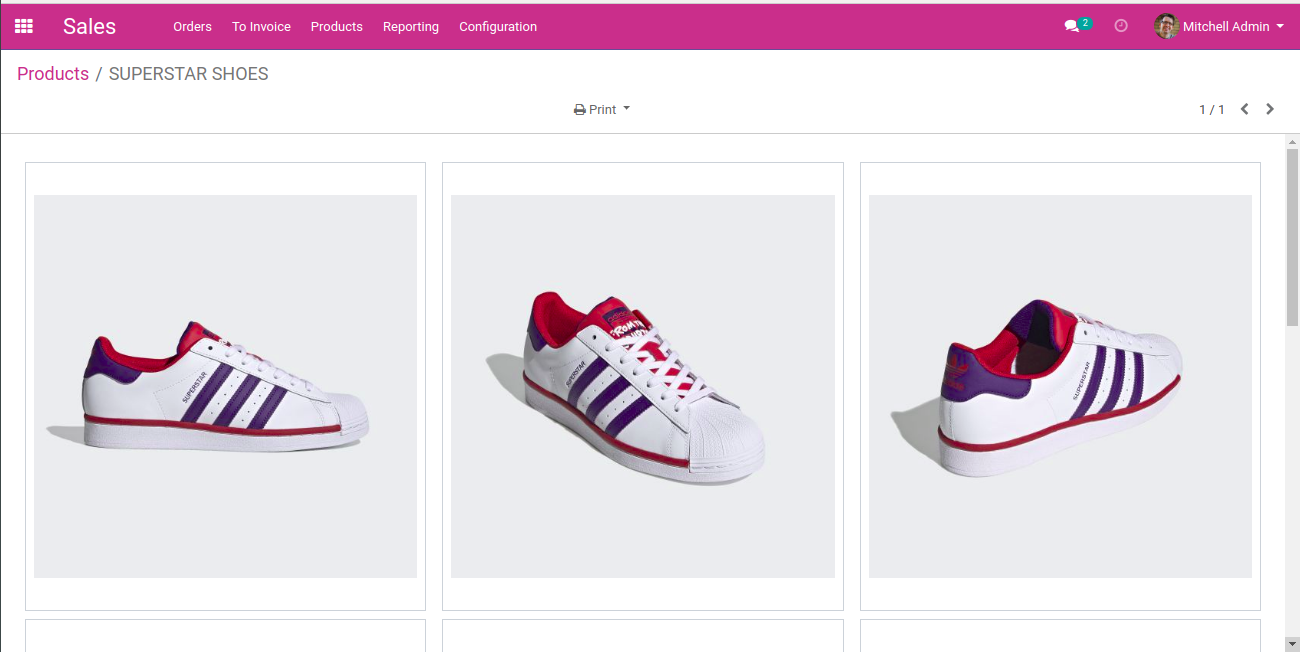 Sales
Orders
To Invoice
Products
Reporting
Configuration
2
Mitchell Admin
Products / SUPERSTAR SHOES
Print
1 / 1
SUPERSTAR
SUPERSTAR
SUPERSTAR